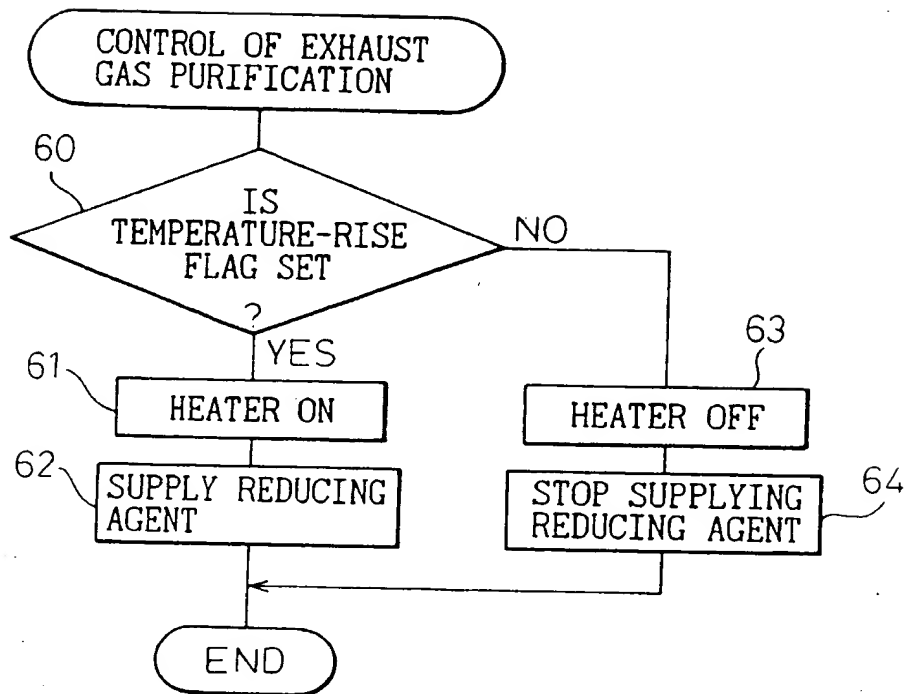 CONTROL OF EXHAUST
GAS PURIFICATION
60
IS
TEMPERATURE-RISE
FLAG SET
?
NO
YES
61
HEATER ON
62
SUPPLY REDUCING
AGENT
63
HEATER OFF
64
STOP SUPPLYING
REDUCING AGENT
END